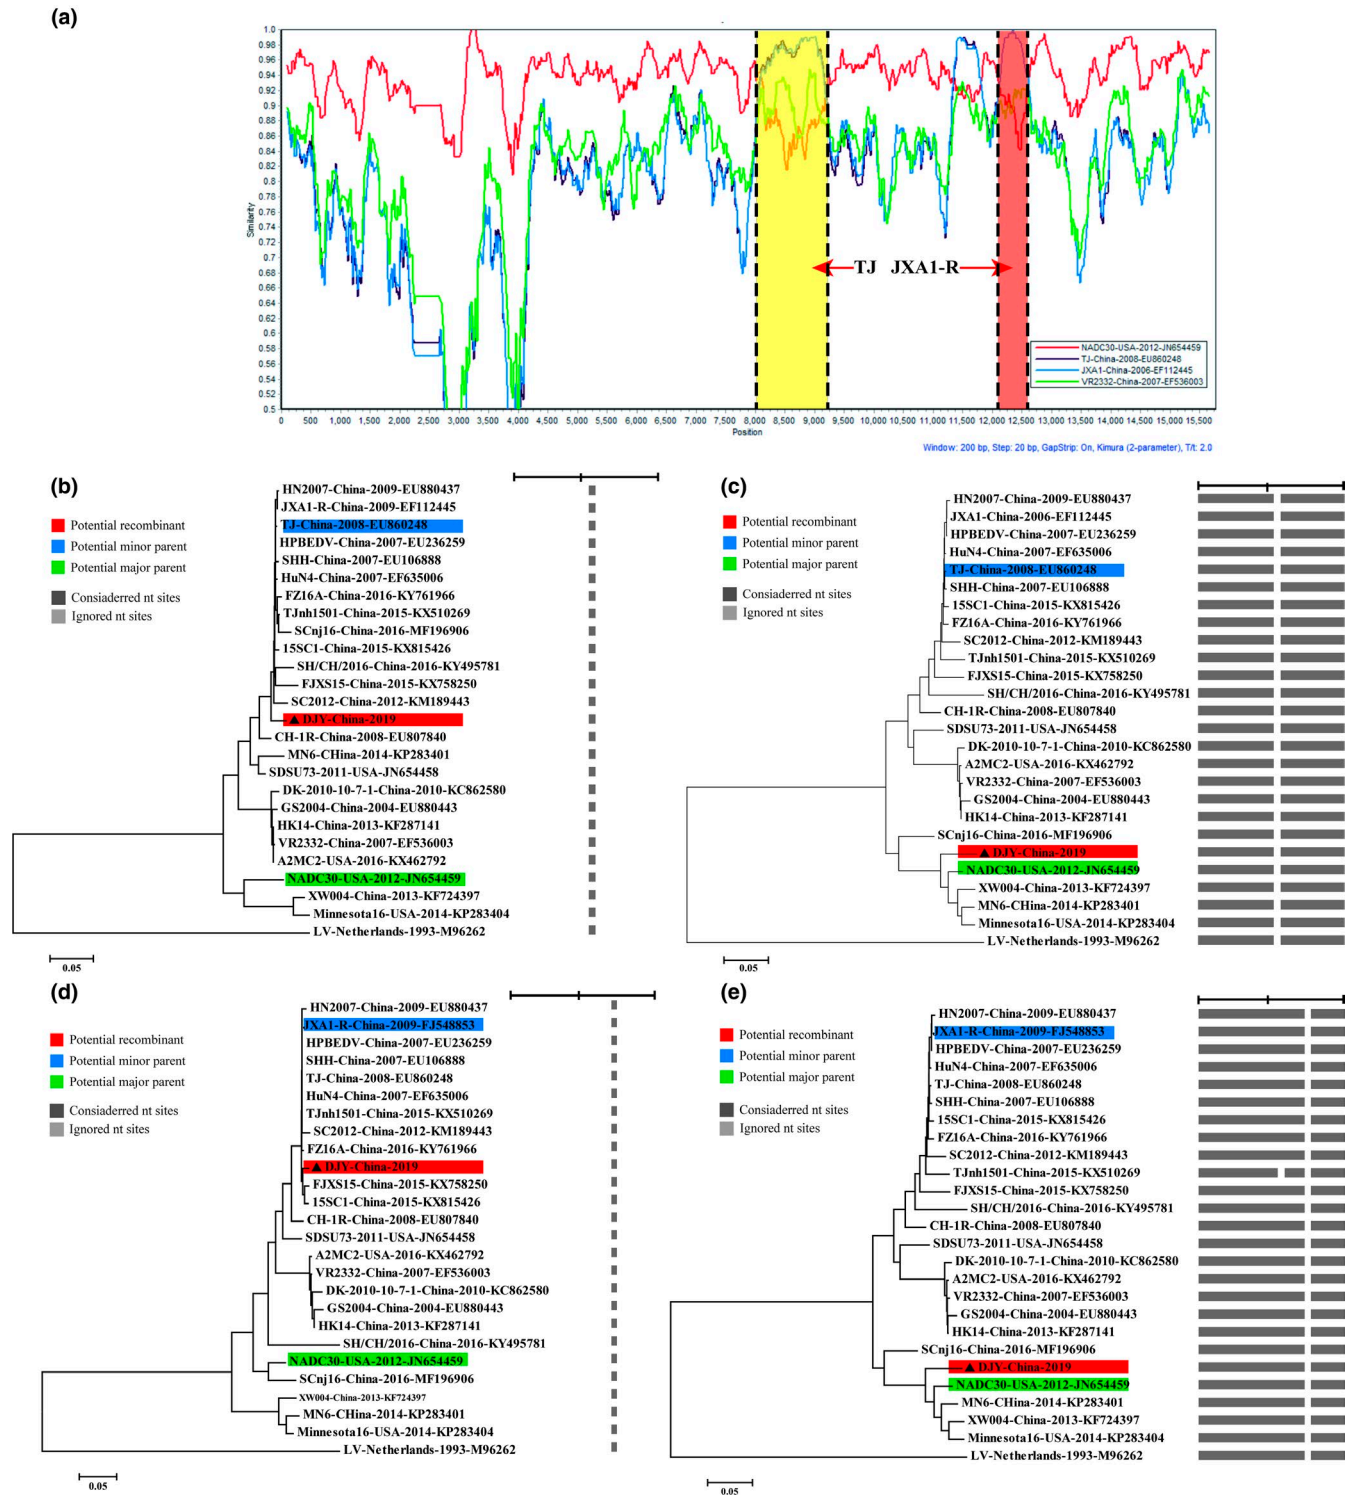 (a)
1.0
0.98
0.96
0.94
0.92
0.9
0.88
0.86
0.84
0.82
0.8
0.78
0.76
0.74
0.72
0.7
0.68
0.66
0.64
0.62
0.6
0.58
0.56
0.54
0.52
0.5
Similarity
TJ JXA1-R
NADC30-USA-2012-JN654459
TJ-China-2008-EU860248
JXA1-China-2006-EF112445
VR2332-China-2007-EF536003
0 500 1,000 1,500 2,000 2,500 3,000 3,500 4,000 4,500 5,000 5,500 6,000 6,500 7,000 7,500 8,000 8,500 9,000 9,500 10,000 10,500 11,000 11,500 12,000 12,500 13,000 13,500 14,000 14,500 15,000 15,500
Position
Window: 200 bp, Step: 20 bp, GapStrip: On, Kimura (2-parameter), T/t: 2.0
(b)
Potential recombinant
Potential minor parent
Potential major parent
Consiaderred nt sites
Ignored nt sites
HN2007-China-2009-EU880437
JXA1-R-China-2009-EF112445
TJ-China-2008-EU860248
HPBEDV-China-2007-EU236259
SHH-China-2007-EU106888
HuN4-China-2007-EF635006
FZ16A-China-2016-KY761966
TJnh1501-China-2015-KX510269
SCnj16-China-2016-MF196906
15SC1-China-2015-KX815426
SH/CH/2016-China-2016-KY495781
FJXS15-China-2015-KX758250
SC2012-China-2012-KM189443
▲DJY-China-2019
CH-1R-China-2008-EU807840
MN6-CHina-2014-KP283401
SDSU73-2011-USA-JN654458
DK-2010-10-7-1-China-2010-KC862580
GS2004-China-2004-EU880443
HK14-China-2013-KF287141
VR2332-China-2007-EF536003
A2MC2-USA-2016-KX462792
NADC30-USA-2012-JN654459
XW004-China-2013-KF724397
Minnesota16-USA-2014-KP283404
LV-Netherlands-1993-M96262
0.05
(c)
Potential recombinant
Potential minor parent
Potential major parent
Consiaderred nt sites
Ignored nt sites
HN2007-China-2009-EU880437
JXA1-China-2006-EF112445
HPBEDV-China-2007-EU236259
HuN4-China-2007-EF635006
TJ-China-2008-EU860248
SHH-China-2007-EU106888
15SC1-China-2015-KX815426
FZ16A-China-2016-KY761966
SC2012-China-2012-KM189443
TJnh1501-China-2015-KX510269
FJXS15-China-2015-KX758250
SH/CH/2016-China-2016-KY495781
CH-1R-China-2008-EU807840
SDSU73-2011-USA-JN654458
DK-2010-10-7-1-China-2010-KC862580
A2MC2-USA-2016-KX462792
VR2332-China-2007-EF536003
GS2004-China-2004-EU880443
HK14-China-2013-KF287141
SCnj16-China-2016-MF196906
▲DJY-China-2019
NADC30-USA-2012-JN654459
XW004-China-2013-KF724397
MN6-CHina-2014-KP283401
Minnesota16-USA-2014-KP283404
LV-Netherlands-1993-M96262
0.05
(d)
Potential recombinant
Potential minor parent
Potential major parent
Consiaderred nt sites
Ignored nt sites
HN2007-China-2009-EU880437
JXA1-R-China-2009-FJ548853
HPBEDV-China-2007-EU236259
SHH-China-2007-EU106888
TJ-China-2008-EU860248
HuN4-China-2007-EF635006
TJnh1501-China-2015-KX510269
SC2012-China-2012-KM189443
FZ16A-China-2016-KY761966
▲DJY-China-2019
FJXS15-China-2015-KX758250
15SC1-China-2015-KX815426
CH-1R-China-2008-EU807840
SDSU73-2011-USA-JN654458
A2MC2-USA-2016-KX462792
VR2332-China-2007-EF536003
DK-2010-10-7-1-China-2010-KC862580
GS2004-China-2004-EU880443
HK14-China-2013-KF287141
SH/CH/2016-China-2016-KY495781
NADC30-USA-2012-JN654459
SCnj16-China-2016-MF196906
XW004-China-2013-KF724397
MN6-CHina-2014-KP283401
Minnesota16-USA-2014-KP283404
LV-Netherlands-1993-M96262
0.05
(e)
Potential recombinant
Potential minor parent
Potential major parent
Consiaderred nt sites
Ignored nt sites
HN2007-China-2009-EU880437
JXA1-R-China-2009-FJ548853
HPBEDV-China-2007-EU236259
HuN4-China-2007-EF635006
TJ-China-2008-EU860248
SHH-China-2007-EU106888
15SC1-China-2015-KX815426
FZ16A-China-2016-KY761966
SC2012-China-2012-KM189443
TJnh1501-China-2015-KX510269
FJXS15-China-2015-KX758250
SH/CH/2016-China-2016-KY495781
CH-1R-China-2008-EU807840
SDSU73-2011-USA-JN654458
DK-2010-10-7-1-China-2010-KC862580
A2MC2-USA-2016-KX462792
VR2332-China-2007-EF536003
GS2004-China-2004-EU880443
HK14-China-2013-KF287141
SCnj16-China-2016-MF196906
▲DJY-China-2019
NADC30-USA-2012-JN654459
MN6-CHina-2014-KP283401
XW004-China-2013-KF724397
Minnesota16-USA-2014-KP283404
LV-Netherlands-1993-M96262
0.05